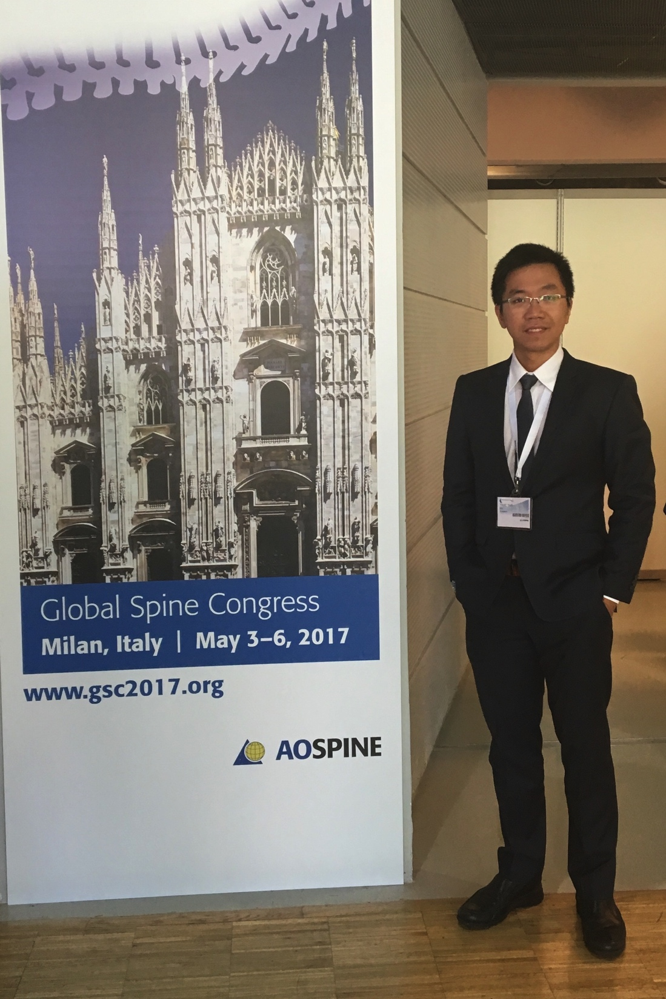 Global Spine Congress
Milan, Italy | May 3–6, 2017
www.gsc2017.org
AOSPINE